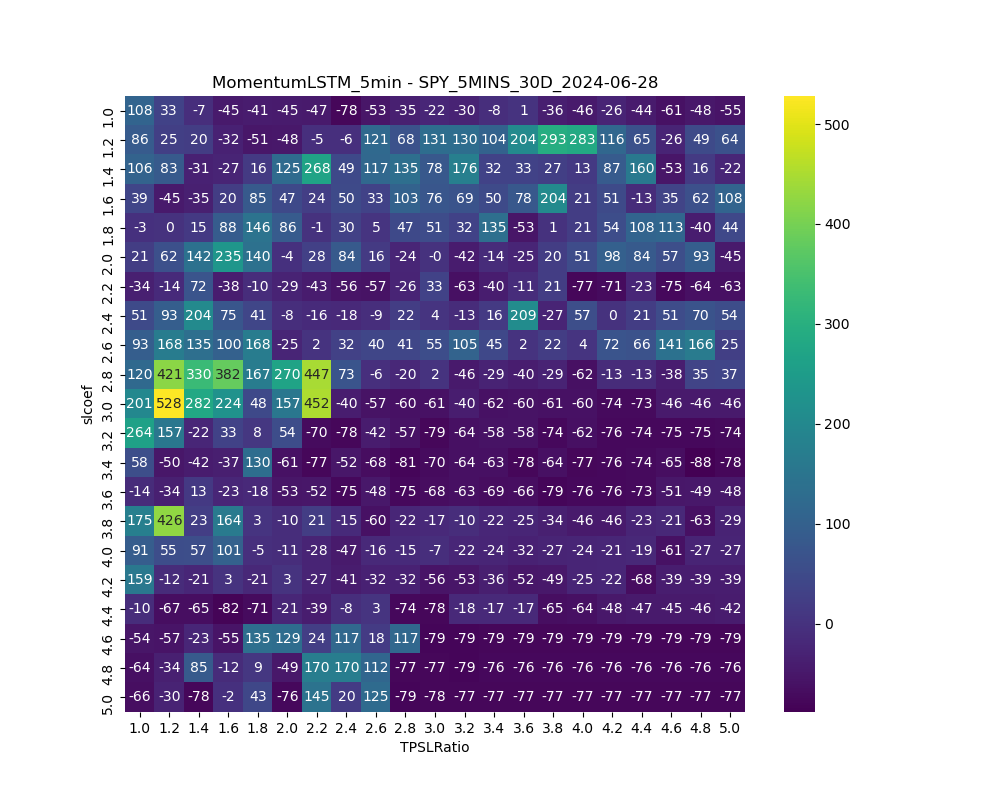 MomentumLSTM_5min - SPY_5MINS_30D_2024-06-28
1.0 108 33 -7 -45 -41 -45 -47 -78 -53 -35 -22 -30 -8 1 -36 -46 -26 -44 -61 -48 -55
1.2 86 25 20 -32 -51 -48 -5 -6 121 68 131 130 104 204 293 283 116 65 -26 49 64
1.4 106 83 -31 -27 16 125 268 49 117 135 78 176 32 33 27 13 87 160 -53 16 -22
1.6 39 -45 -35 20 85 47 24 50 33 103 76 69 50 78 204 21 51 -13 35 62 108
1.8 -3 0 15 88 146 86 -1 30 5 47 51 32 135 -53 1 21 54 108 113 -40 44
2.0 21 62 142 235 140 -4 28 84 16 -24 -0 -42 -14 -25 20 51 98 84 57 93 -45
2.2 -34 -14 72 -38 -10 -29 -43 -56 -57 -26 33 -63 -40 -11 21 -77 -71 -23 -75 -64 -63
2.4 51 93 204 75 41 -8 -16 -18 -9 22 4 -13 16 209 -27 57 0 21 51 70 54
2.6 93 168 135 100 168 -25 2 32 40 41 55 105 45 2 22 4 72 66 141 166 25
2.8 120 421 330 382 167 270 447 73 -6 -20 2 -46 -29 -40 -29 -62 -13 -13 -38 35 37
3.0 201 528 282 224 48 157 452 -40 -57 -60 -61 -40 -62 -60 -61 -60 -74 -73 -46 -46 -46
3.2 264 157 -22 33 8 54 -70 -78 -42 -57 -79 -64 -58 -58 -74 -62 -76 -74 -75 -75 -74
3.4 58 -50 -42 -37 130 -61 -77 -52 -68 -81 -70 -64 -63 -78 -64 -77 -76 -74 -65 -88 -78
3.6 -14 -34 13 -23 -18 -53 -52 -75 -48 -75 -68 -63 -69 -66 -79 -76 -76 -73 -51 -49 -48
3.8 175 426 23 164 3 -10 21 -15 -60 -22 -17 -10 -22 -25 -34 -46 -46 -23 -21 -63 -29
4.0 91 55 57 101 -5 -11 -28 -47 -16 -15 -7 -22 -24 -32 -27 -24 -21 -19 -61 -27 -27
4.2 159 -12 -21 3 -21 3 -27 -41 -32 -32 -56 -53 -36 -52 -49 -25 -22 -68 -39 -39 -39
4.4 -10 -67 -65 -82 -71 -21 -39 -8 3 -74 -78 -18 -17 -17 -65 -64 -48 -47 -45 -46 -42
4.6 -54 -57 -23 -55 135 129 24 117 18 117 -79 -79 -79 -79 -79 -79 -79 -79 -79 -79 -79
4.8 -64 -34 85 -12 9 -49 170 170 112 -77 -77 -79 -76 -76 -76 -76 -76 -76 -76 -76 -76
5.0 -66 -30 -78 -2 43 -76 145 20 125 -79 -78 -77 -77 -77 -77 -77 -77 -77 -77 -77 -77
1.0 1.2 1.4 1.6 1.8 2.0 2.2 2.4 2.6 2.8 3.0 3.2 3.4 3.6 3.8 4.0 4.2 4.4 4.6 4.8 5.0
TPSLRatio
slcoef
500
400
300
200
100
0